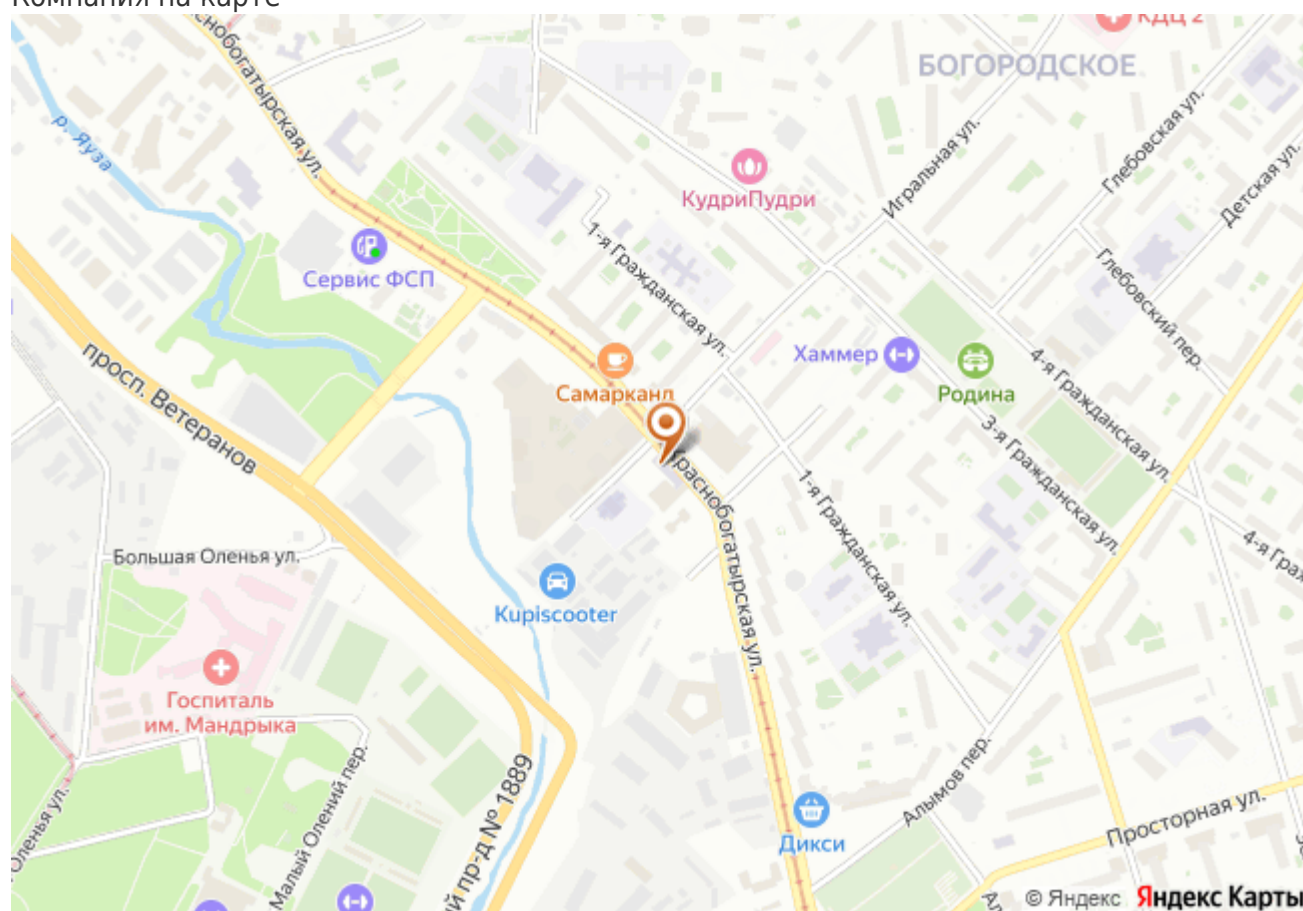 Компания на карте
КДЦ 2
БОГОРОДСКОЕ
снобогатырская ул.
р. Яуза
Глебовская ул.
Игральная ул.
Детская ул.
КудриПудри
1-я Гражданская ул.
Сервис ФСП
Глебовский пер.
просп. Ветеранов
Самарканд
Хаммер
Родина
4-я Гражданская ул.
3-я Гражданская ул.
Краснобогатырская ул.
1-я Гражданская ул.
4-я Граж
Большая Оленья ул.
Kupiscooter
Госпиталь
им. Мандрыка
Оленья ул.
Малый Олений пер.
й пр-д № 1889
Дикси
Алымов пер.
Просторная ул.
Ал
© Яндекс Яндекс Карты